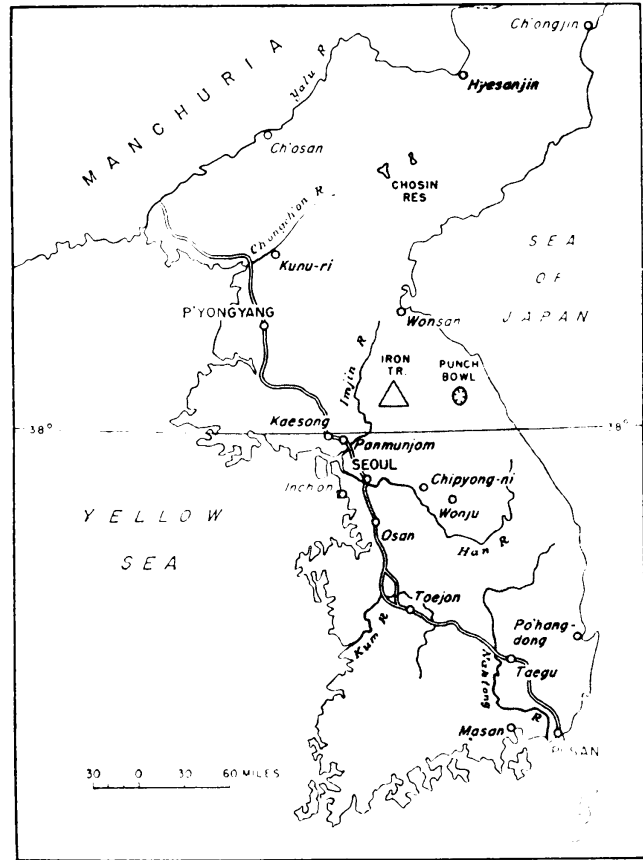 Ch'ongjin
Yalu R
Hyesanjin
MANCHURIA
Ch'osan
CHOSIN
RES
Chongchon R
Kunu-ri
SEA
OF
JAPAN
P'YONGYANG
Wonsan
Imjin R
IRON
TR.
PUNCH
BOWL
38°
38°
Kaesong
Panmunjom
SEOUL
Inchon
Chipyong-ni
Wonju
YELLOW
SEA
Osan
Han R
Toejon
Kum R
Po'hang-
dong
Taegu
Naktong R
Masan
30 0 30 60 MILES